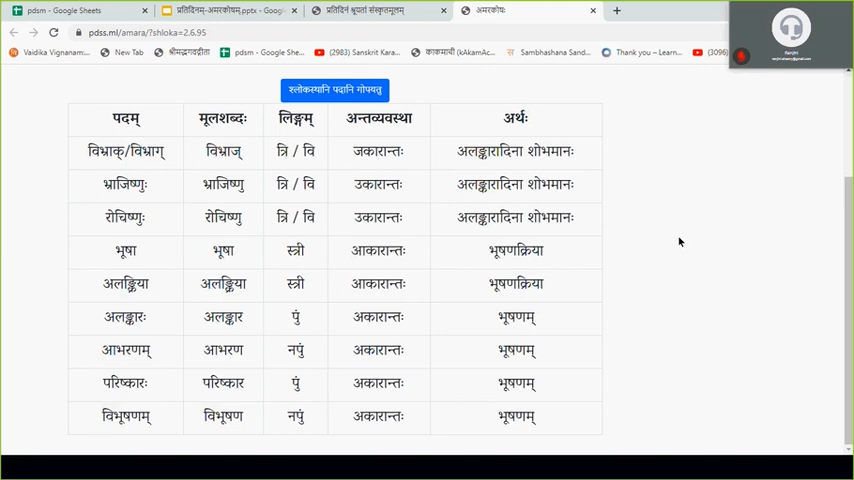 pdsm - Google Sheets
प्रतिदिनम्-अमरकोषम्.pptx - Googl
प्रतिदिनं श्रूयतां संस्कृतमूलम्
अमरकोषः
pdss.ml/amara/?shloka=2.6.95
Vaidika Vignanam: New Tab श्रीमद्भगवद्गीता pdsm - Google She... (2983) Sanskrit Kara... काकमाची (kAkamAc... Sambhashana Sand... Thank you – Learn... (3096)
श्लोकस्थानि पदानि गोपयतु
पदम् मूलशब्दः लिङ्गम् अन्तव्यवस्था अर्थः
विभ्राक्/विभ्राग् विभ्राज् त्रि / वि जकारान्तः अलङ्कारादिना शोभमानः
भ्राजिष्णुः भ्राजिष्णु त्रि / वि उकारान्तः अलङ्कारादिना शोभमानः
रोचिष्णुः रोचिष्णु त्रि / वि उकारान्तः अलङ्कारादिना शोभमानः
भूषा भूषा स्त्री आकारान्तः भूषणक्रिया
अलङ्क्रिया अलङ्क्रिया स्त्री आकारान्तः भूषणक्रिया
अलङ्कारः अलङ्कार पुं अकारान्तः भूषणम्
आभरणम् आभरण नपुं अकारान्तः भूषणम्
परिष्कारः परिष्कार पुं अकारान्तः भूषणम्
विभूषणम् विभूषण नपुं अकारान्तः भूषणम्